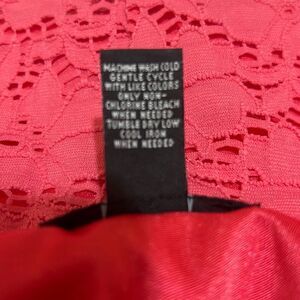 MACHINE WASH COLD
GENTLE CYCLE
WITH LIKE COLORS
ONLY NON-
CHLORINE BLEACH
WHEN NEEDED
TUMBLE DRY LOW
COOL IRON
WHEN NEEDED